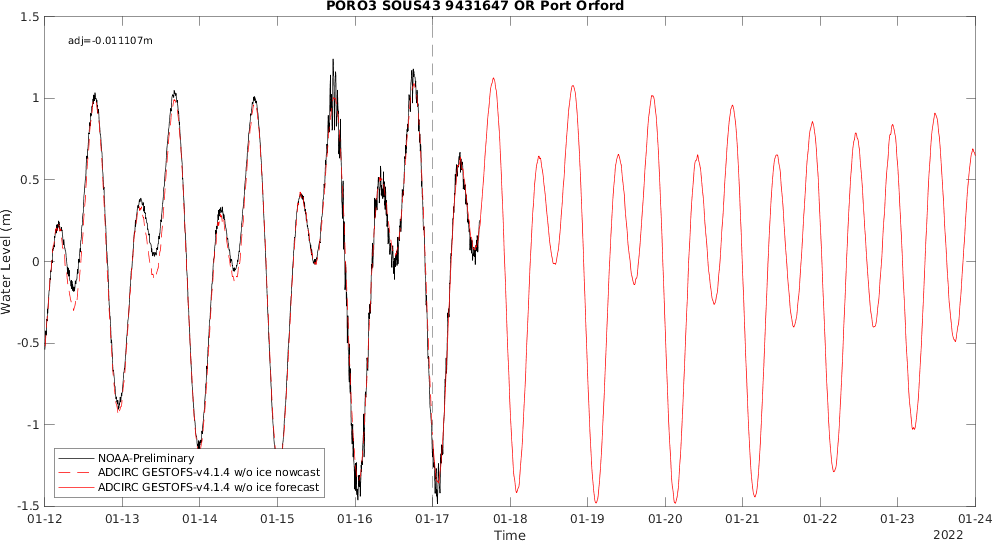 PORO3 SOUS43 9431647 OR Port Orford
adj=-0.011107m
1.5
1
0.5
0
-0.5
-1
-1.5
Water Level (m)
NOAA-Preliminary
ADCIRC GESTOFS-v4.1.4 w/o ice nowcast
ADCIRC GESTOFS-v4.1.4 w/o ice forecast
01-12 01-13 01-14 01-15 01-16 01-17 01-18 01-19 01-20 01-21 01-22 01-23 01-24
Time
2022